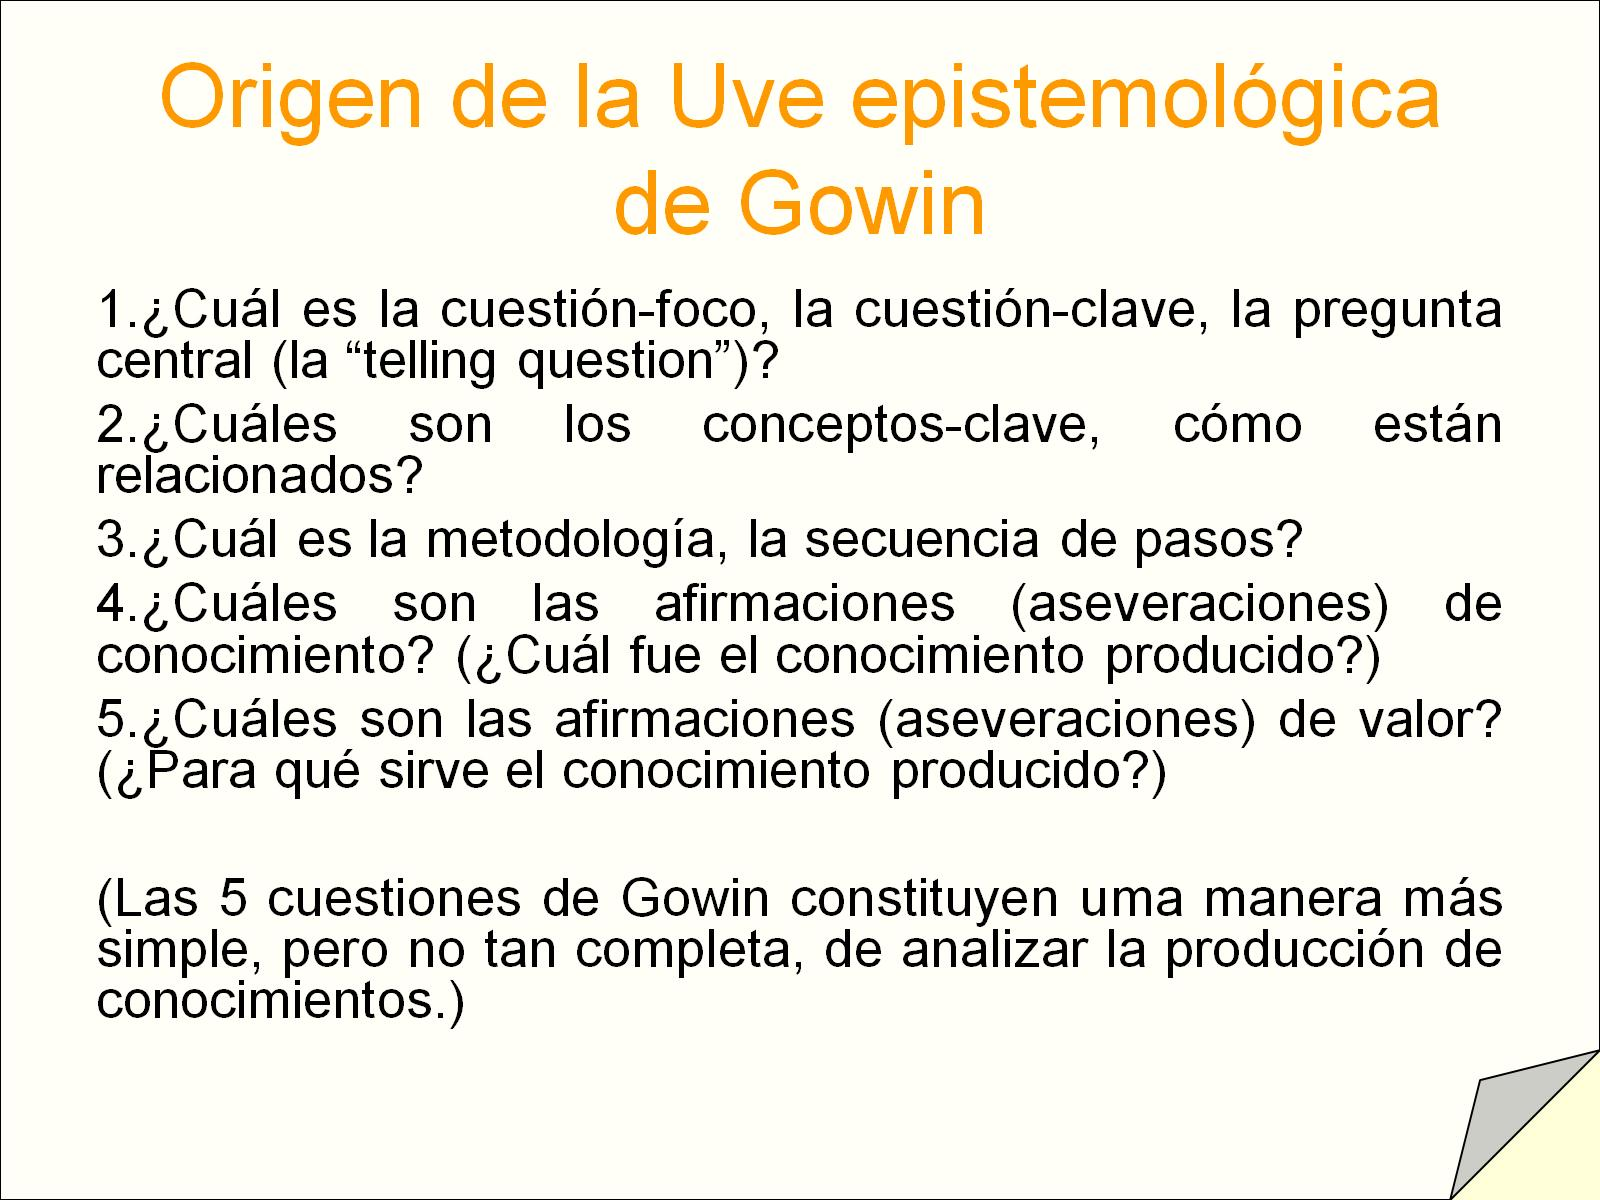 Origen de la Uve epistemológica
de Gowin
1.¿Cuál es la cuestión-foco, la cuestión-clave, la pregunta
central (la “telling question”)?
2.¿Cuáles son los conceptos-clave, cómo están
relacionados?
3.¿Cuál es la metodología, la secuencia de pasos?
4.¿Cuáles son las afirmaciones (aseveraciones) de
conocimiento? (¿Cuál fue el conocimiento producido?)
5.¿Cuáles son las afirmaciones (aseveraciones) de valor?
(¿Para qué sirve el conocimiento producido?)
(Las 5 cuestiones de Gowin constituyen uma manera más
simple, pero no tan completa, de analizar la producción de
conocimientos.)